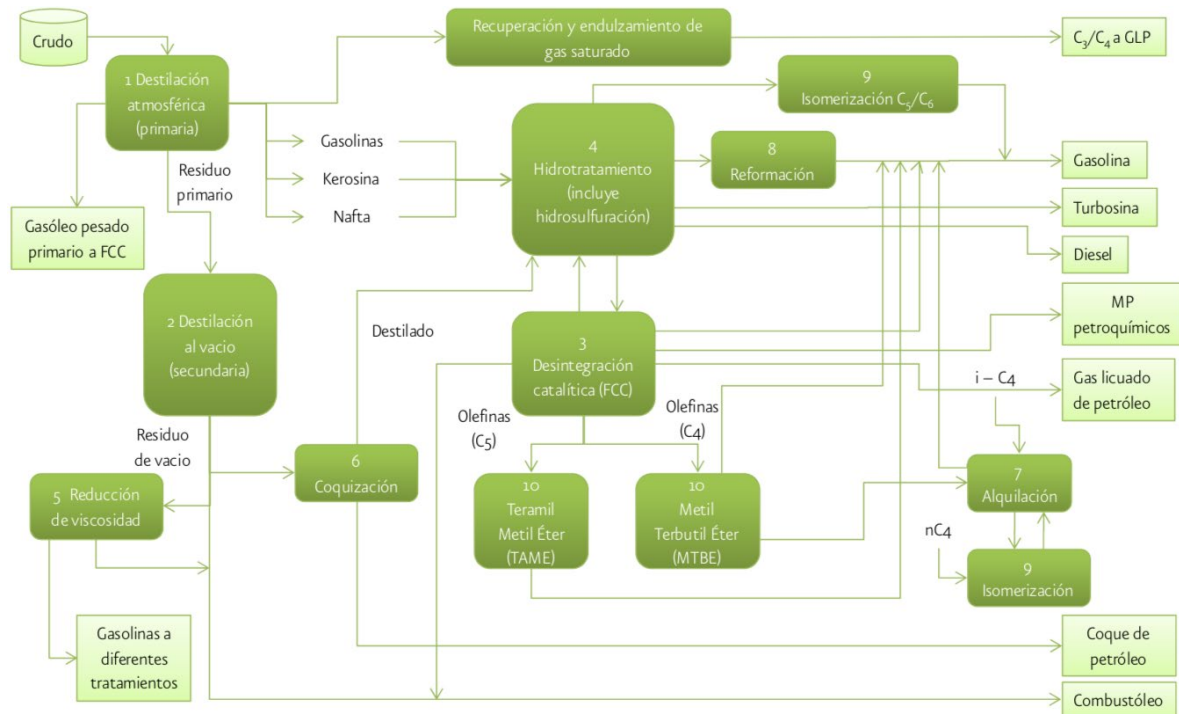 Crudo
Recuperación y endulzamiento de
gas saturado
C₃/C₄ a GLP
1 Destilación
atmosférica
(primaria)
9
Isomerización C₅/C₆
Gasolinas
Kerosina
Nafta
4
Hidrotratamiento
(incluye
hidrosulfuración)
8
Reformación
Gasolina
Turbosina
Diesel
Residuo
primario
Gasóleo pesado
primario a FCC
2 Destilación
al vacio
(secundaria)
Destilado
3
Desintegración
catalítica (FCC)
MP
petroquímicos
i – C4
Gas licuado
de petróleo
Olefinas
(C5)
Olefinas
(C4)
Residuo
de vacio
6
Coquización
5 Reducción
de viscosidad
10
Teramil
Metil Éter
(TAME)
10
Metil
Terbutil Éter
(MTBE)
7
Alquilación
nC4
9
Isomerización
Gasolinas a
diferentes
tratamientos
Coque de
petróleo
Combustóleo